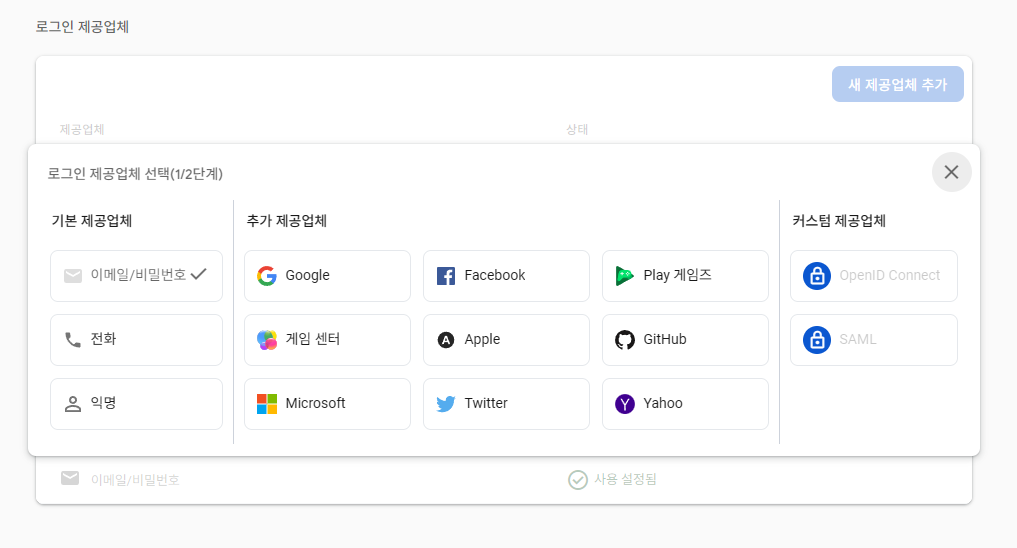 로그인 제공업체
새 제공업체 추가
제공업체 상태
로그인 제공업체 선택(1/2단계)
기본 제공업체 추가 제공업체 커스텀 제공업체
이메일/비밀번호 Google Facebook Play 게임즈 OpenID Connect
전화 게임 센터 Apple GitHub SAML
익명 Microsoft Twitter Yahoo
이메일/비밀번호 사용 설정됨